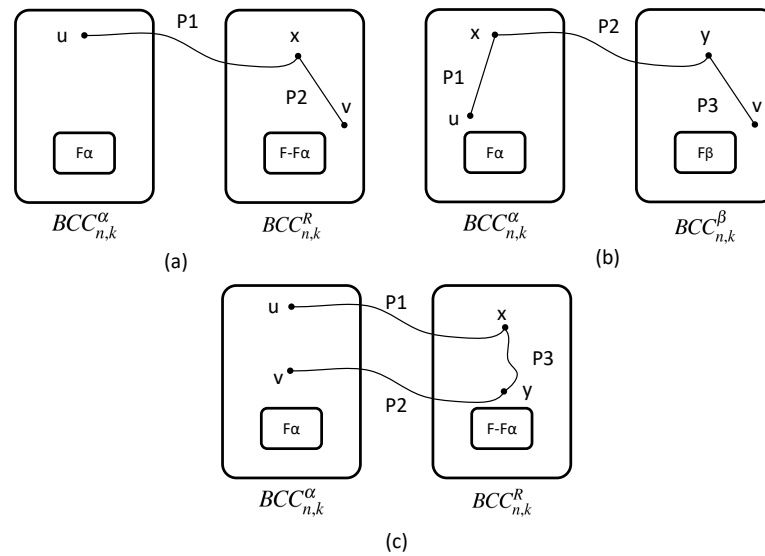 u P1 x P2 v
Fα F-Fα
BCC^α_{n,k} BCC^R_{n,k}
(a)
x P2 y
P1 P3 v
u
Fα Fβ
BCC^α_{n,k} BCC^β_{n,k}
(b)
u P1 x
P3
v P2 y
Fα F-Fα
BCC^α_{n,k} BCC^R_{n,k}
(c)